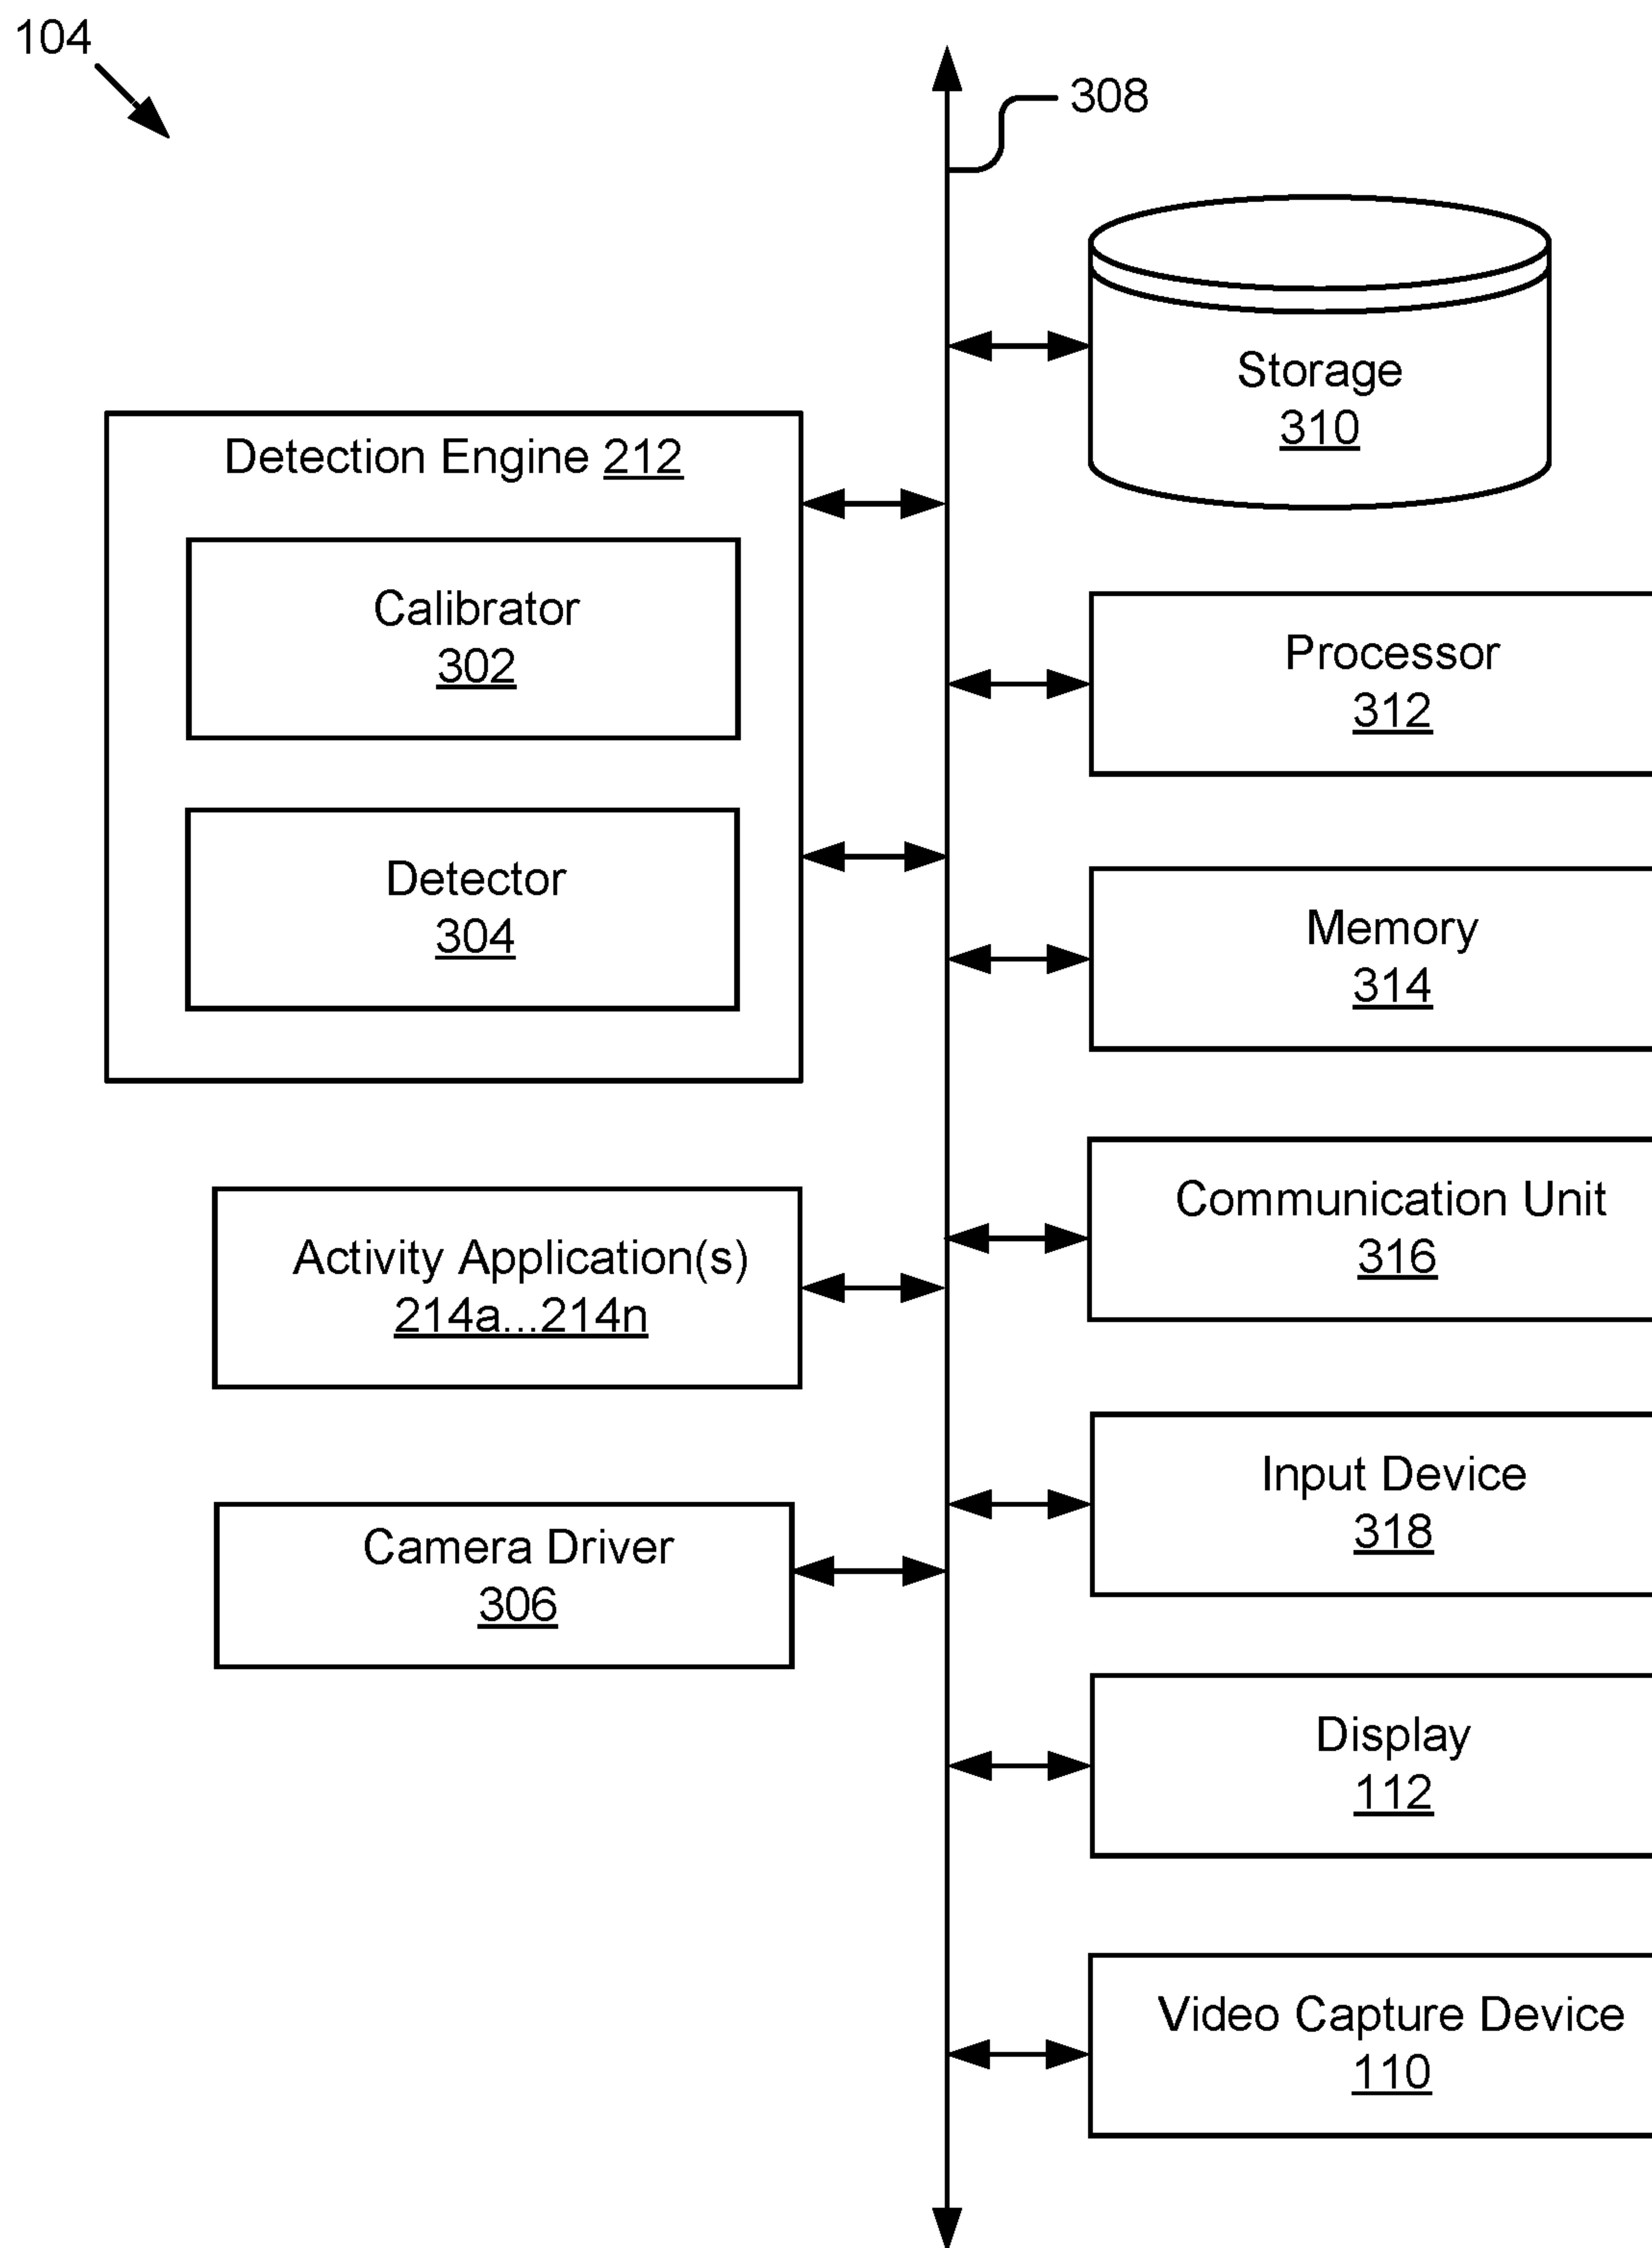 104
308
Storage
310
Detection Engine 212
Calibrator
302
Detector
304
Activity Application(s)
214a...214n
Camera Driver
306
Processor
312
Memory
314
Communication Unit
316
Input Device
318
Display
112
Video Capture Device
110